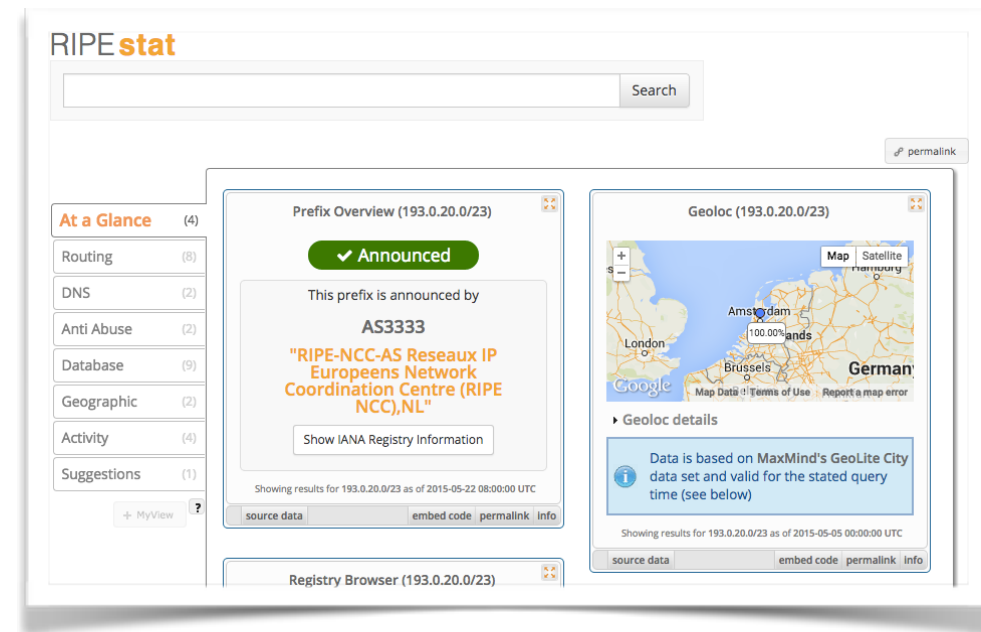 RIPE stat
Search
permalink
At a Glance (4)
Routing (8)
DNS (2)
Anti Abuse (2)
Database (9)
Geographic (2)
Activity (4)
Suggestions (1)
+ MyView ?
Prefix Overview (193.0.20.0/23)
Announced
This prefix is announced by
AS3333
"RIPE-NCC-AS Reseaux IP
Europeens Network
Coordination Centre (RIPE
NCC),NL"
Show IANA Registry Information
Showing results for 193.0.20.0/23 as of 2015-05-22 08:00:00 UTC
source data embed code permalink info
Registry Browser (193.0.20.0/23)
Geoloc (193.0.20.0/23)
+
Map Satellite
−
Hamburg
Amsterdam
100.00% ands
London
Brussels
German
Google Map Data Terms of Use Report a map error
Geoloc details
Data is based on MaxMind's GeoLite City
data set and valid for the stated query
time (see below)
Showing results for 193.0.20.0/23 as of 2015-05-05 00:00:00 UTC
source data embed code permalink info